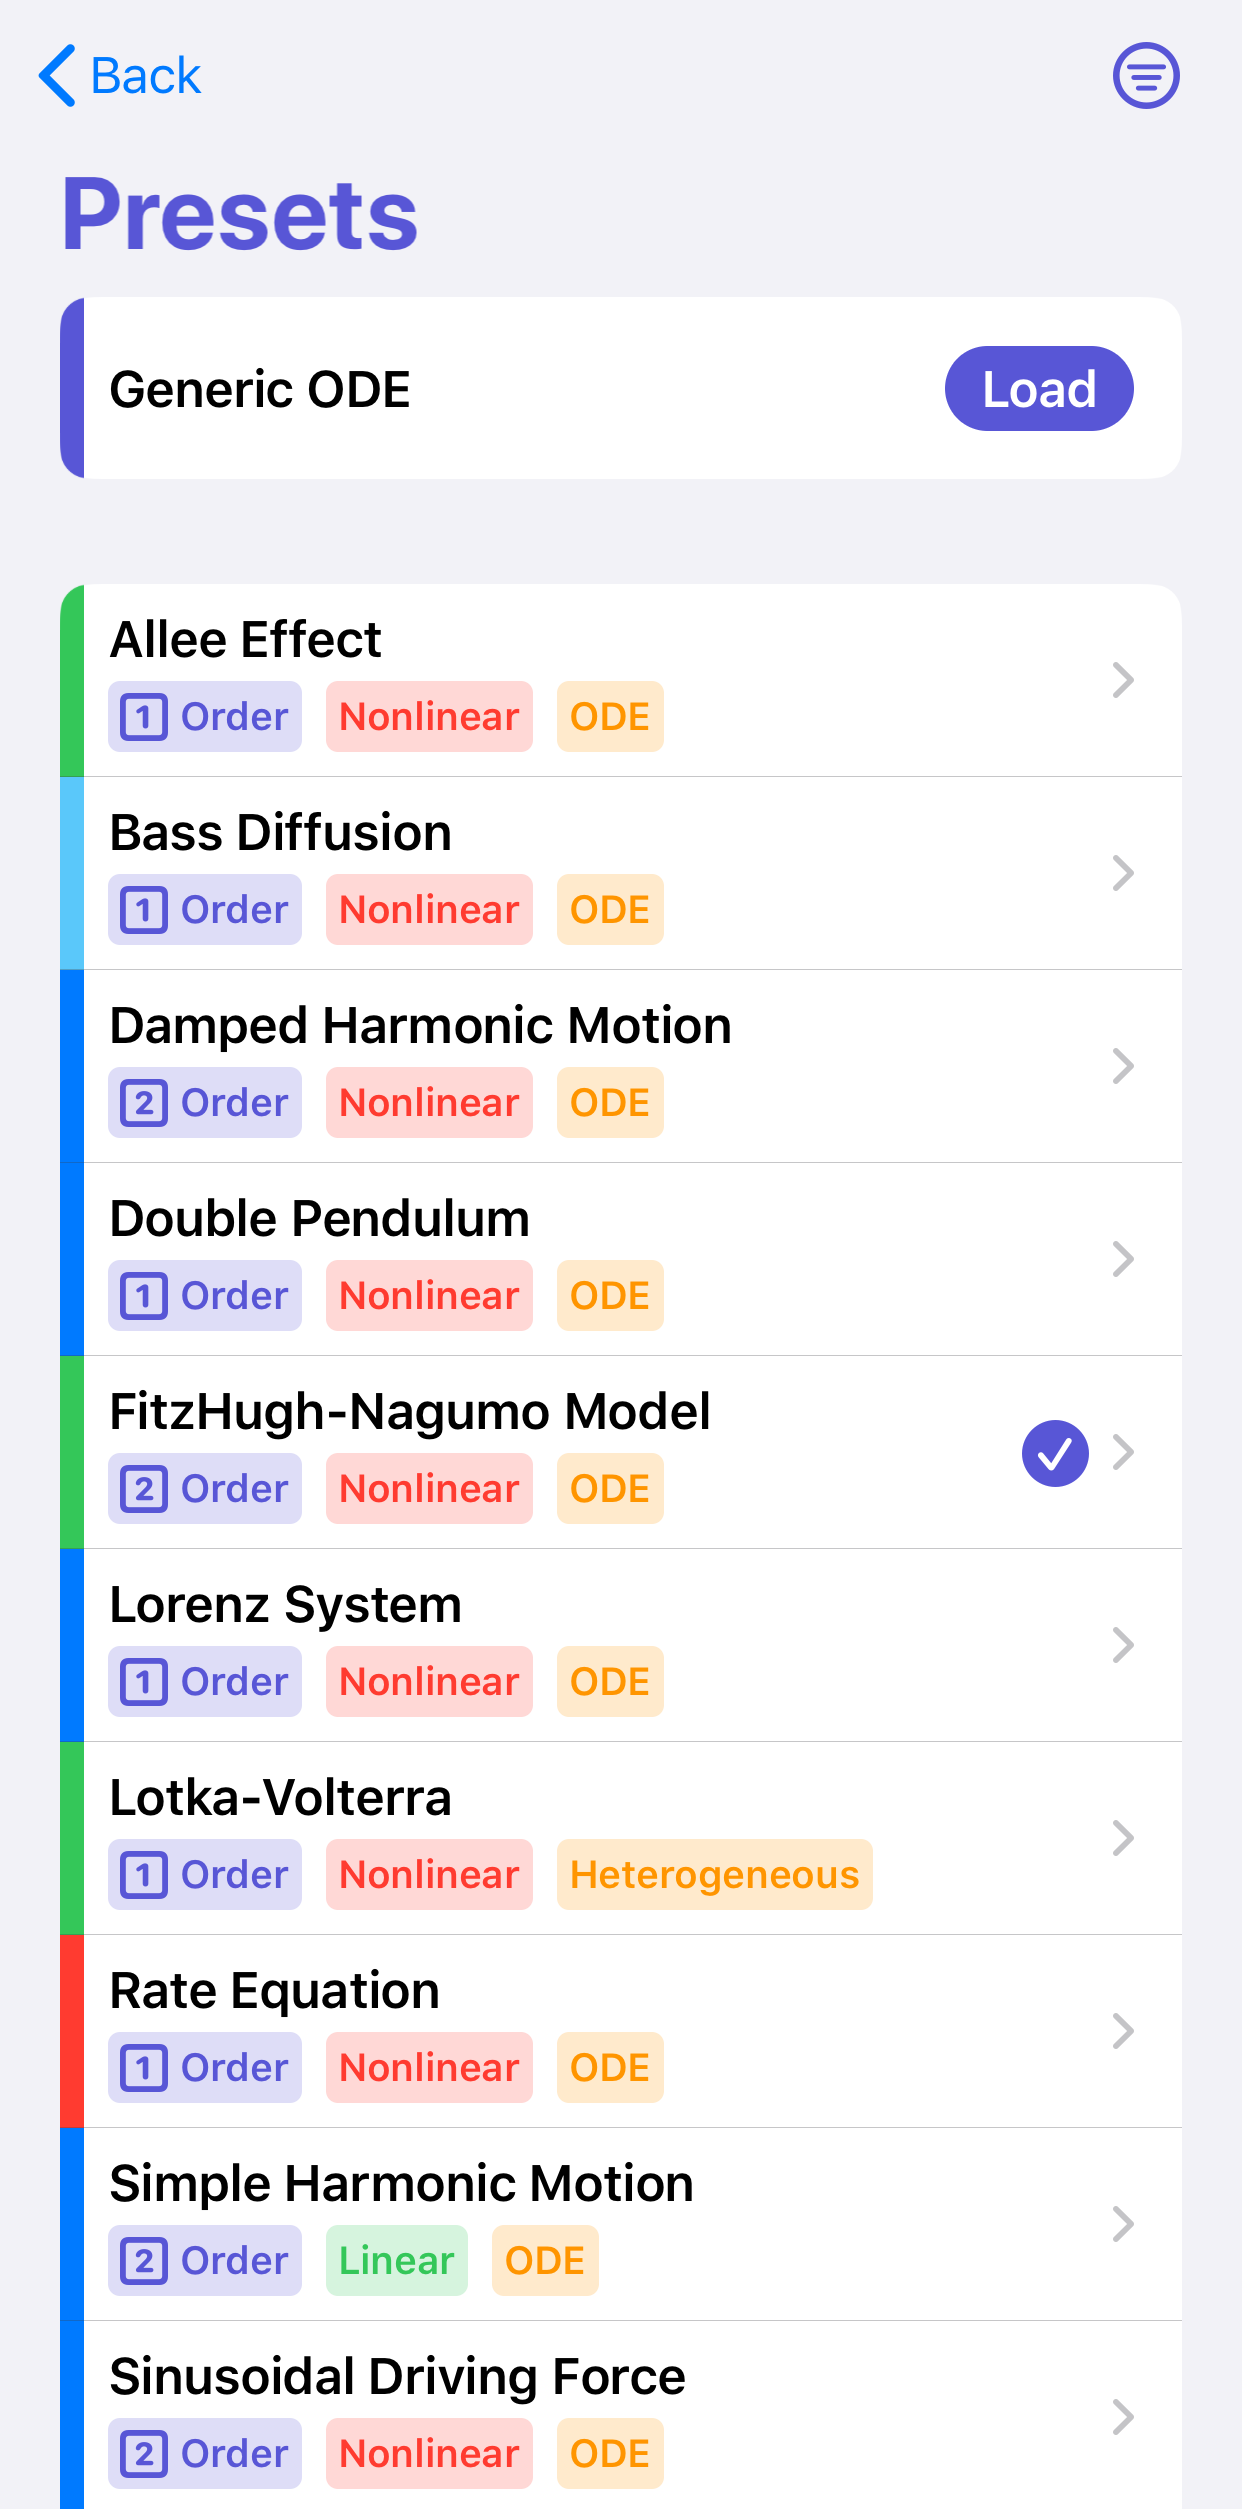 Back
Presets
Generic ODE Load
Allee Effect
1 Order Nonlinear ODE
Bass Diffusion
1 Order Nonlinear ODE
Damped Harmonic Motion
2 Order Nonlinear ODE
Double Pendulum
1 Order Nonlinear ODE
FitzHugh-Nagumo Model
2 Order Nonlinear ODE
Lorenz System
1 Order Nonlinear ODE
Lotka-Volterra
1 Order Nonlinear Heterogeneous
Rate Equation
1 Order Nonlinear ODE
Simple Harmonic Motion
2 Order Linear ODE
Sinusoidal Driving Force
2 Order Nonlinear ODE